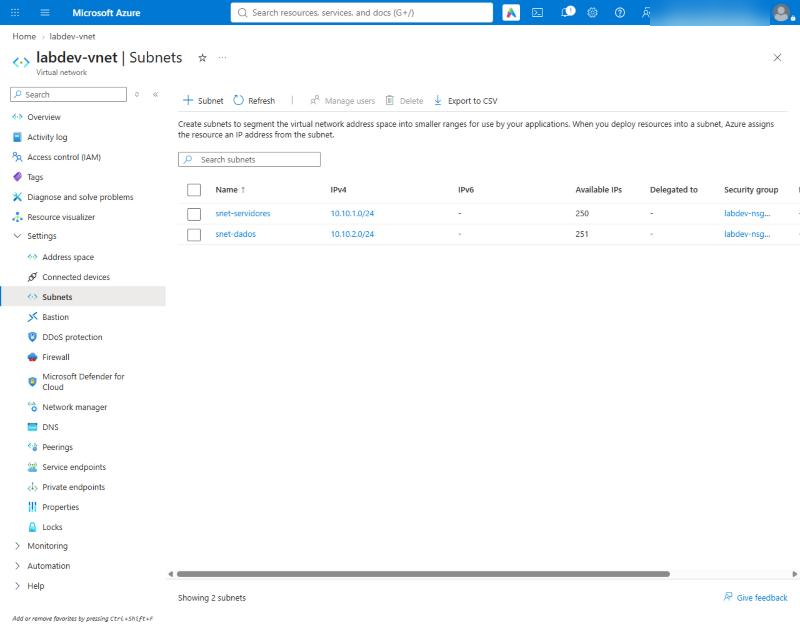 Microsoft Azure
Search resources, services, and docs (G+/)
1
Home > labdev-vnet
labdev-vnet | Subnets
Virtual network
Search
+ Subnet Refresh Manage users Delete Export to CSV
Create subnets to segment the virtual network address space into smaller ranges for use by your applications. When you deploy resources into a subnet, Azure assigns
the resource an IP address from the subnet.
Search subnets
Name ↑ IPv4 IPv6 Available IPs Delegated to Security group
snet-servidores 10.10.1.0/24 - 250 - labdev-nsg...
snet-dados 10.10.2.0/24 - 251 - labdev-nsg...
Overview
Activity log
Access control (IAM)
Tags
Diagnose and solve problems
Resource visualizer
Settings
Address space
Connected devices
Subnets
Bastion
DDoS protection
Firewall
Microsoft Defender for
Cloud
Network manager
DNS
Peerings
Service endpoints
Private endpoints
Properties
Locks
Monitoring
Automation
Help
Add or remove favorites by pressing Ctrl+Shift+F
Showing 2 subnets
Give feedback